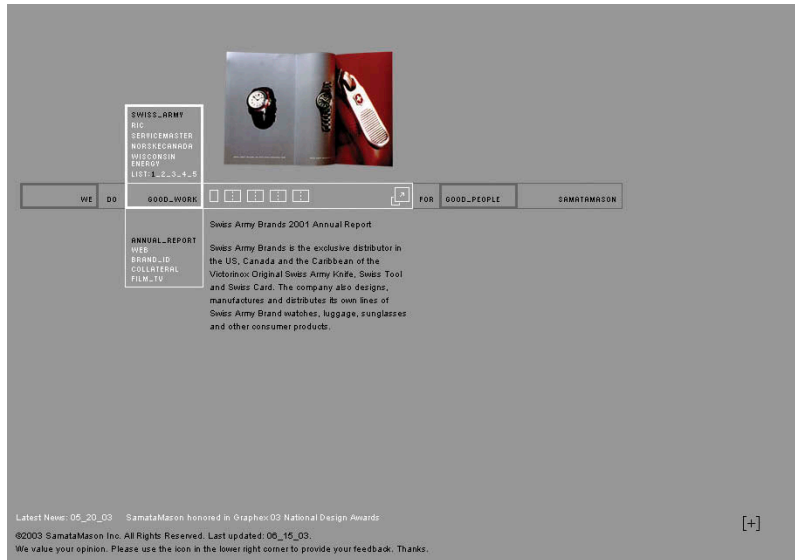 SWISS_ARMY
RIC
SERVICEMASTER
NORSKECANADA
WISCONSIN
ENERGY
LIST:1_2_3_4_5
WE DO GOOD_WORK FOR GOOD_PEOPLE SAMATAMASON
ANNUAL_REPORT
WEB
BRAND_ID
COLLATERAL
FILM_TV
Swiss Army Brands 2001 Annual Report
Swiss Army Brands is the exclusive distributor in
the US, Canada and the Caribbean of the
Victorinox Original Swiss Army Knife, Swiss Tool
and Swiss Card. The company also designs,
manufactures and distributes its own lines of
Swiss Army Brand watches, luggage, sunglasses
and other consumer products.
Latest News: 05_20_03 SamataMason honored in Graphex 03 National Design Awards
[+]
©2003 SamataMason Inc. All Rights Reserved. Last updated: 06_15_03.
We value your opinion. Please use the icon in the lower right corner to provide your feedback. Thanks.